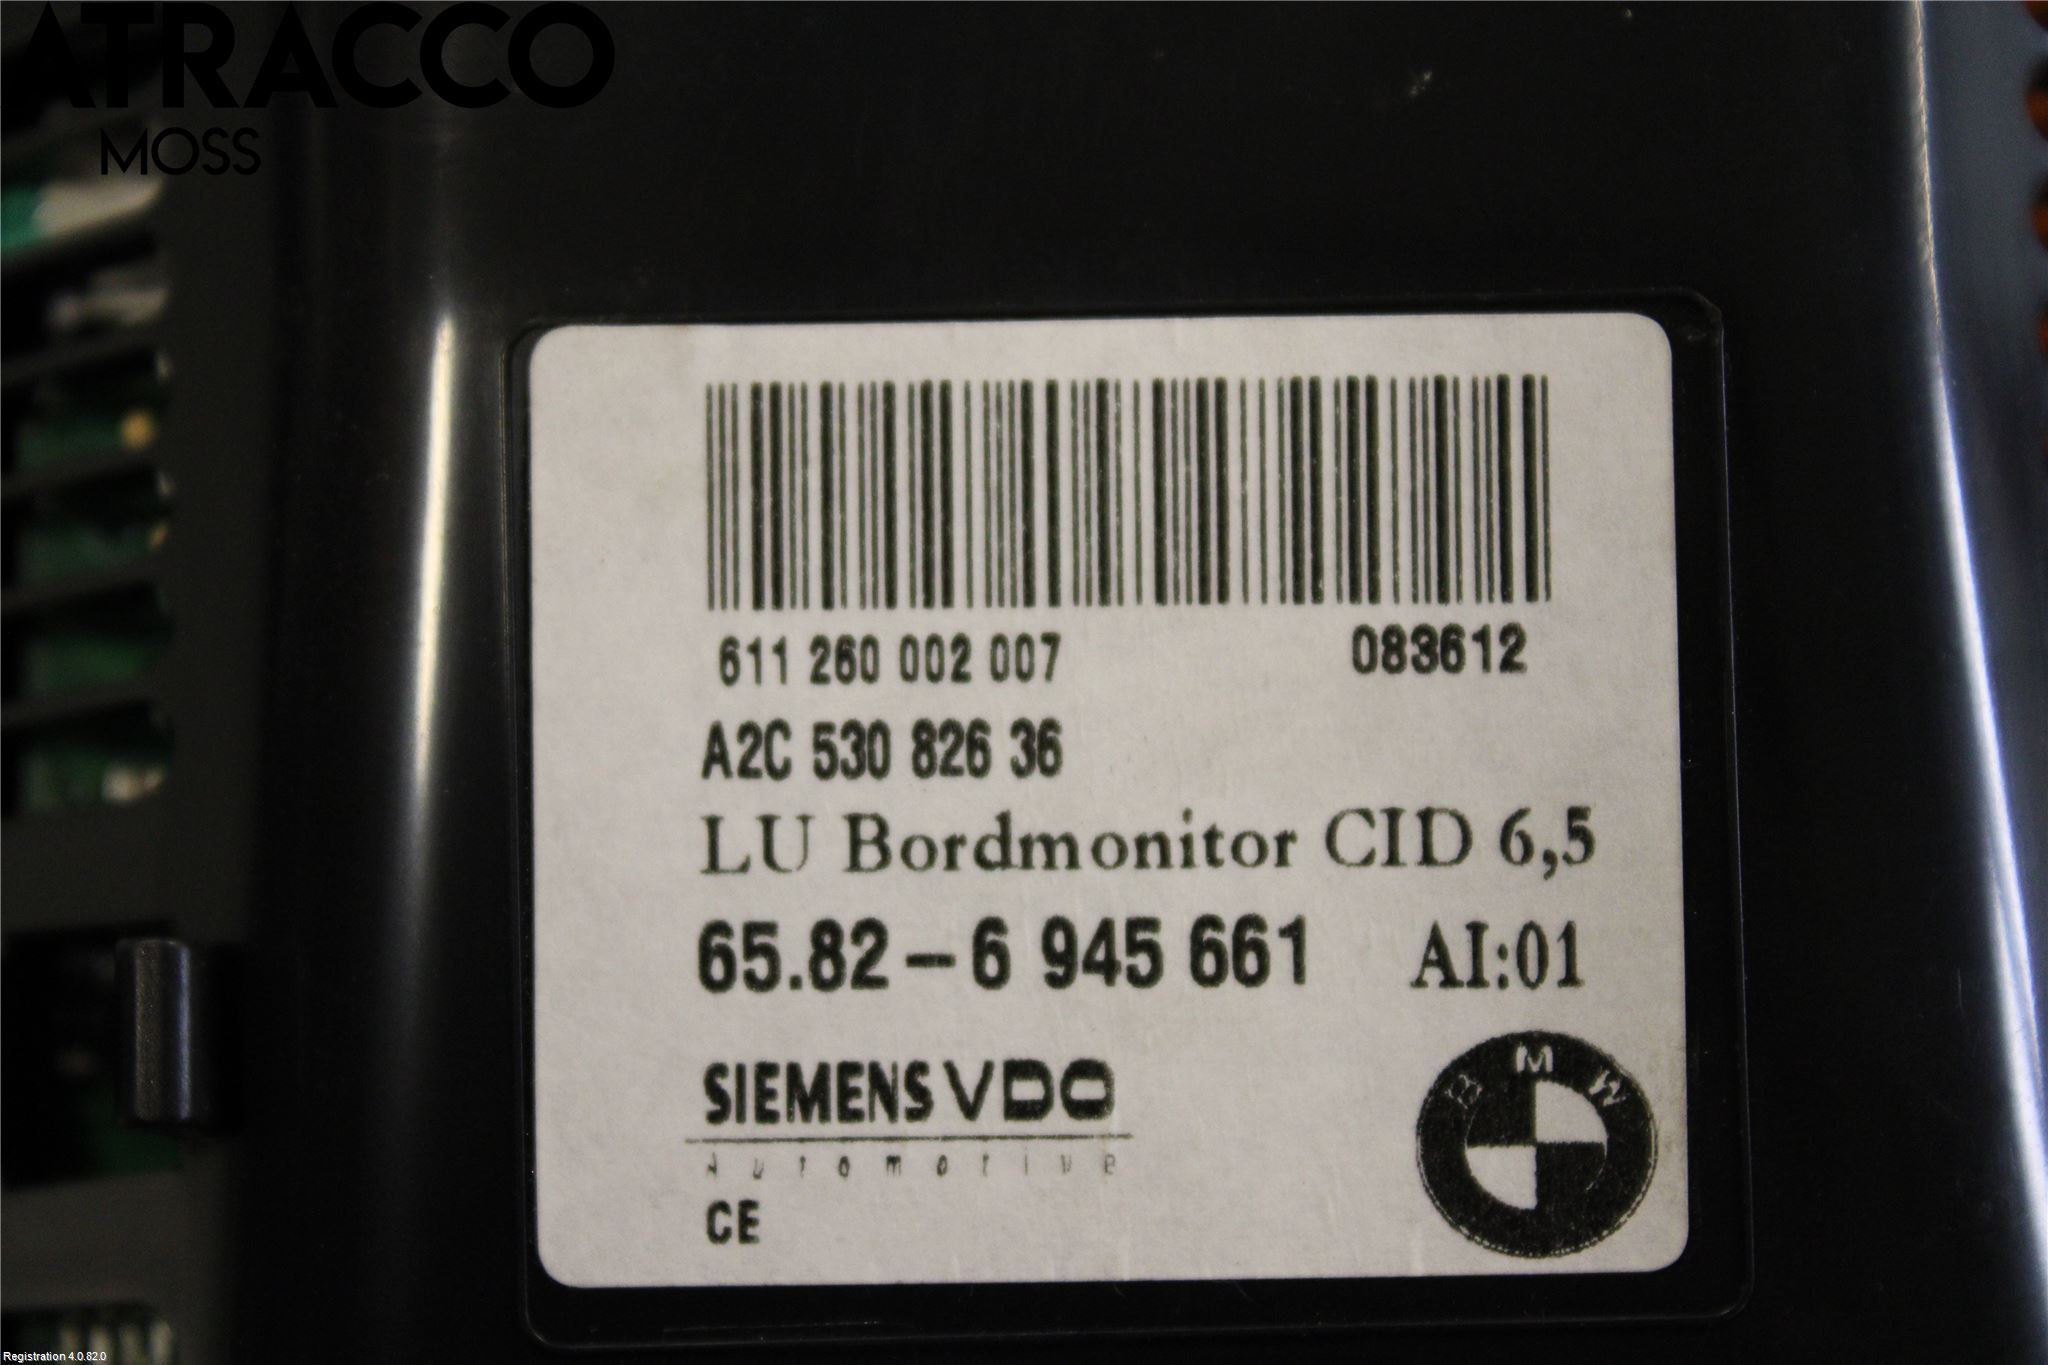 ATRACCO
MOSS
611 260 002 007 083612
A2C 530 826 36
LU Bordmonitor CID 6,5
65.82-6 945 661 AI:01
SIEMENS VDO
Automotive
CE
BMW
Registration 4.0.82.0